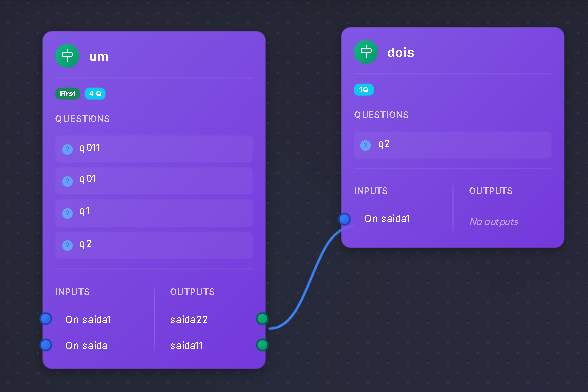 um
First 4 Q
QUESTIONS
q011
q01
q1
q2
INPUTS OUTPUTS
On saida1 saida22
On saida saida11
dois
1 Q
QUESTIONS
q2
INPUTS OUTPUTS
On saida1 No outputs